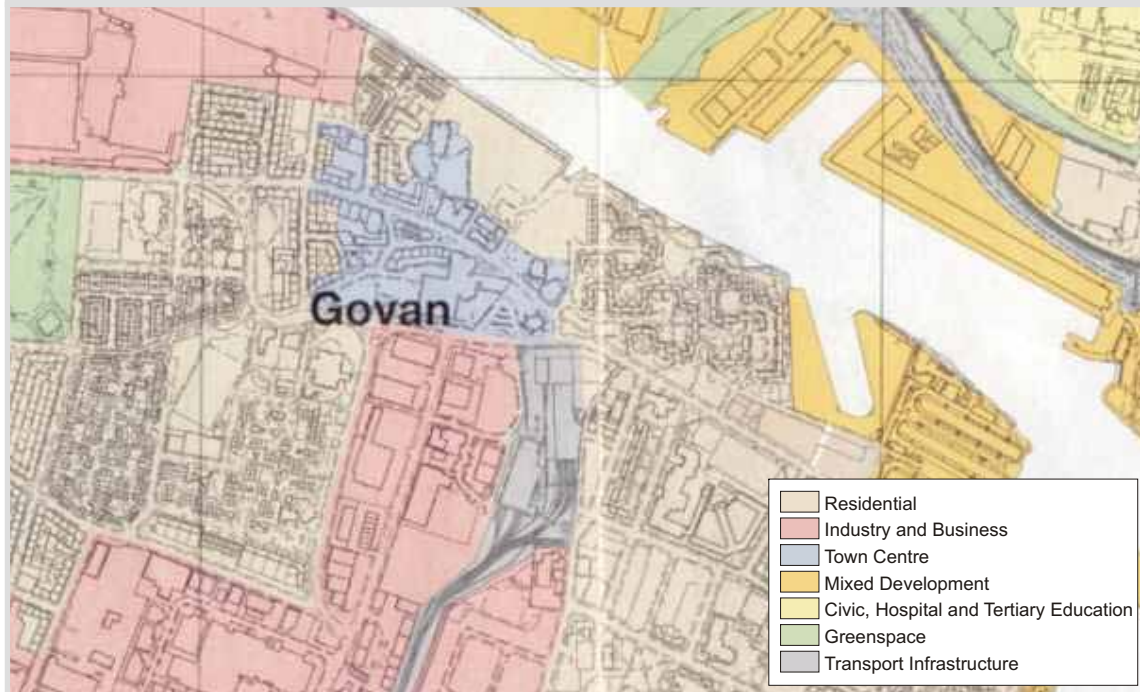 Govan
Residential
Industry and Business
Town Centre
Mixed Development
Civic, Hospital and Tertiary Education
Greenspace
Transport Infrastructure